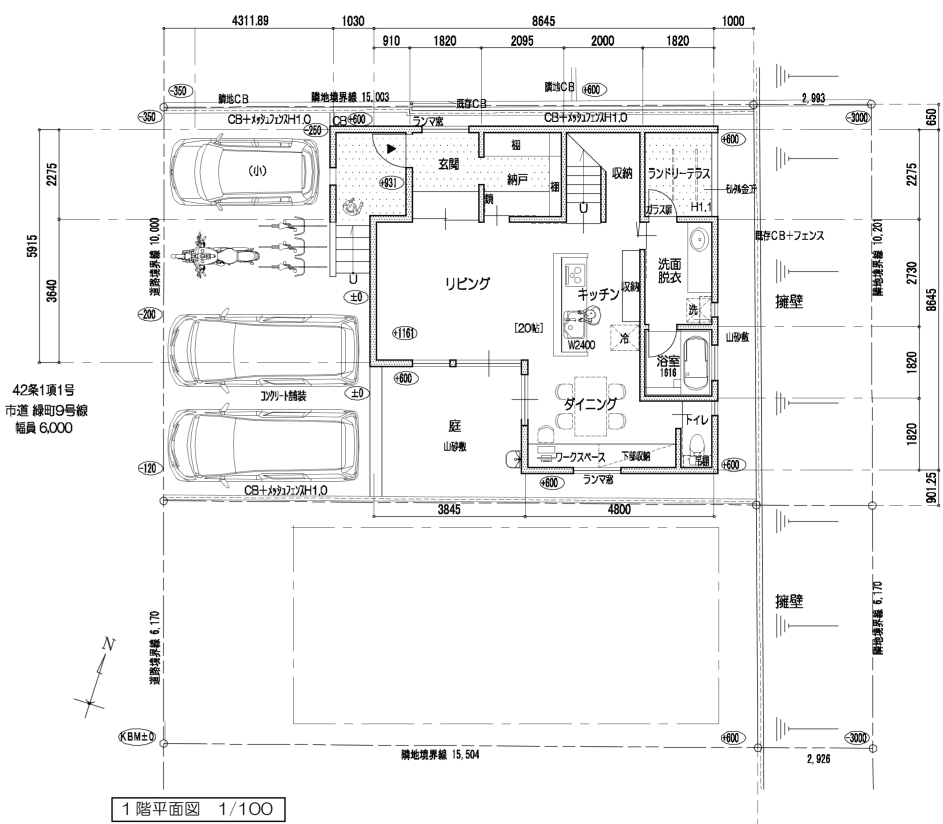 4311.89 1030 8645 1000
910 1820 2095 2000 1820
-350
隣地CB
隣地境界線 15,003
既存CB
隣地CB
+600
2,993
-350
CB+メッシュフェンスH1.0
CB
+600
ランマ窓
CB+メッシュフェンスH1.0
-3000
650
-250
+600
2275
(小)
玄関
棚
納戸
棚
収納
ランドリーテラス
2275
+931
鏡
ガラス扉
H1.1
5915
道路境界線 10,000
既存CB+フェンス
隣地境界線 10,201
3640
リビング
キッチン
収納
洗面
脱衣
擁壁
2730
8645
±0
-200
[20帖]
洗
+1161
W2400
冷
山砂敷
浴室
1616
1820
42条1項1号
市道 緑町9号線
幅員 6,000
+600
コンクリート舗装
±0
ダイニング
庭
山砂敷
トイレ
1820
-120
ワークスペース
下部収納
吊棚
+600
CB+メッシュフェンスH1.0
+600
ランマ窓
901.25
3845 4800
擁壁
道路境界線 6,170
隣地境界線 6,170
N
KBM±0
+600
-3000
隣地境界線 15,504
2,926
1階平面図 1/100